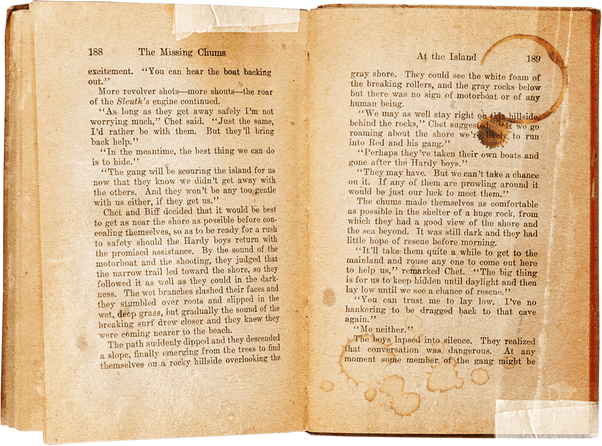 188 The Missing Chums
excitement. "You can hear the boat backing
out."
More revolver shots—more shouts—the roar
of the Sleuth's engine continued.
"As long as they get away safely I'm not
worrying much," Chet said. "Just the same,
I'd rather be with them. But they'll bring
back help."
"In the meantime, the best thing we can do
is to hide."
"The gang will be scouring the island for us
now that they know we didn't get away with
the others. And they won't be any too gentle
with us either, if they get us."
Chet and Biff decided that it would be best
to get as near the shore as possible before con-
cealing themselves, so as to be ready for a rush
to safety should the Hardy boys return with
the promised assistance. By the sound of the
motorboat and the shooting, they judged that
the narrow trail led toward the shore, so they
followed it as well as they could in the dark-
ness. The wet branches slashed their faces and
they stumbled over roots and slipped in the
wet, deep grass, but gradually the sound of the
breaking surf drew closer and they knew they
were coming nearer to the beach.
The path suddenly dipped and they descended
a slope, finally emerging from the trees to find
themselves on a rocky hillside overlooking the
At the Island 189
gray shore. They could see the white foam of
the breaking rollers, and the gray rocks below
but there was no sign of motorboat or of any
human being.
"We may as well stay right on this hillside,
behind the rocks," Chet suggested. "If we go
roaming about the shore we're likely to run
into Red and his gang."
"Perhaps they've taken their own boats and
gone after the Hardy boys."
"They may have. But we can't take a chance
on it. If any of them are prowling around it
would be just our luck to meet them."
The chums made themselves as comfortable
as possible in the shelter of a huge rock, from
which they had a good view of the shore and
the sea beyond. It was still dark and they had
little hope of rescue before morning.
"It'll take them quite a while to get to the
mainland and rouse any one to come out here
to help us," remarked Chet. "The big thing
is for us to keep hidden until daylight and then
lay low until we see a chance of rescue."
"You can trust me to lay low. I've no
hankering to be dragged back to that cave
again."
"Me neither."
The boys lapsed into silence. They realized
that conversation was dangerous. At any
moment some member of the gang might be